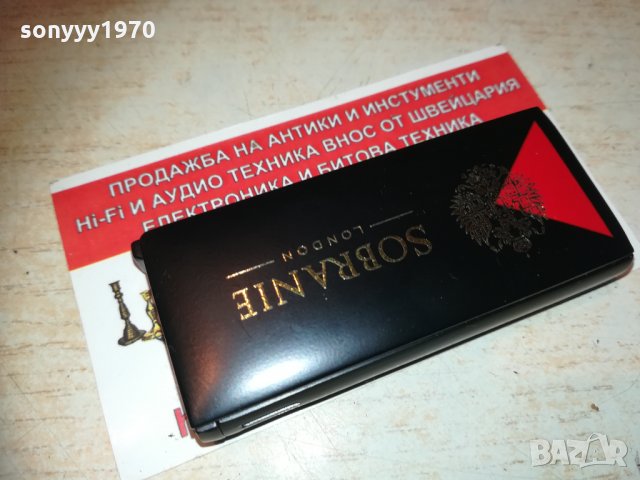 sonyyy1970
ПРОДАЖБА НА АНТИКИ И ИНСТУМЕНТИ
Hi-Fi И АУДИО ТЕХНИКА ВНОС ОТ ШВЕЙЦАРИЯ
ЕЛЕКТРОНИКА И БИТОВА ТЕХНИКА
SOBRANIE
LONDON
BAZAR